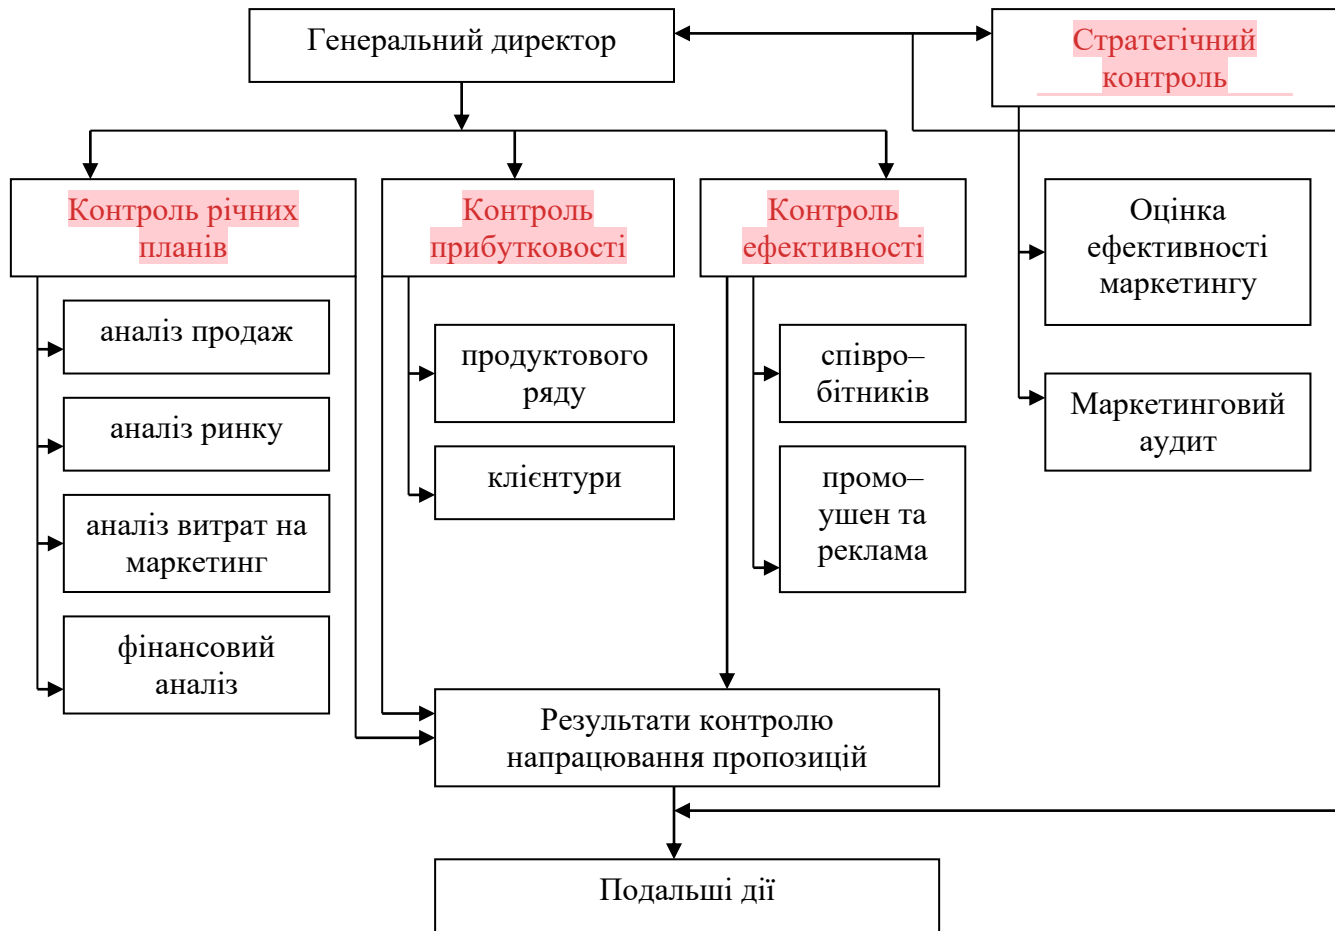 Генеральний директор
Стратегічний
контроль
Контроль річних
планів
Контроль
прибутковості
Контроль
ефективності
Оцінка
ефективності
маркетингу
аналіз продаж
продуктового
ряду
співро–
бітників
Маркетинговий
аудит
аналіз ринку
клієнтури
промо–
ушен та
реклама
аналіз витрат на
маркетинг
фінансовий
аналіз
Результати контролю
напрацювання пропозицій
Подальші дії